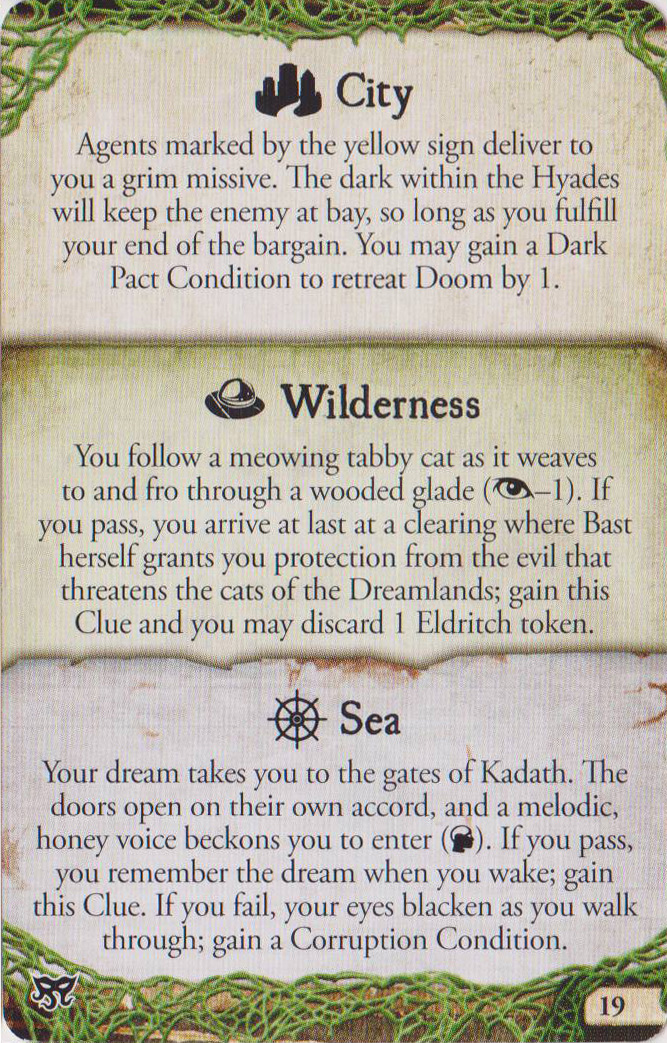 City
Agents marked by the yellow sign deliver to
you a grim missive. The dark within the Hyades
will keep the enemy at bay, so long as you fulfill
your end of the bargain. You may gain a Dark
Pact Condition to retreat Doom by 1.
Wilderness
You follow a meowing tabby cat as it weaves
to and fro through a wooded glade (–1). If
you pass, you arrive at last at a clearing where Bast
herself grants you protection from the evil that
threatens the cats of the Dreamlands; gain this
Clue and you may discard 1 Eldritch token.
Sea
Your dream takes you to the gates of Kadath. The
doors open on their own accord, and a melodic,
honey voice beckons you to enter (). If you pass,
you remember the dream when you wake; gain
this Clue. If you fail, your eyes blacken as you walk
through; gain a Corruption Condition.
19